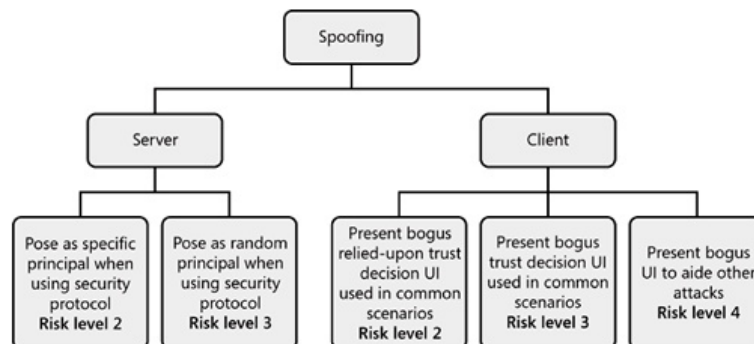 Spoofing
Server
Client
Pose as specific
principal when
using security
protocol
Risk level 2
Pose as random
principal when
using security
protocol
Risk level 3
Present bogus
relied-upon trust
decision UI
used in common
scenarios
Risk level 2
Present bogus
trust decision UI
used in common
scenarios
Risk level 3
Present bogus
UI to aide other
attacks
Risk level 4